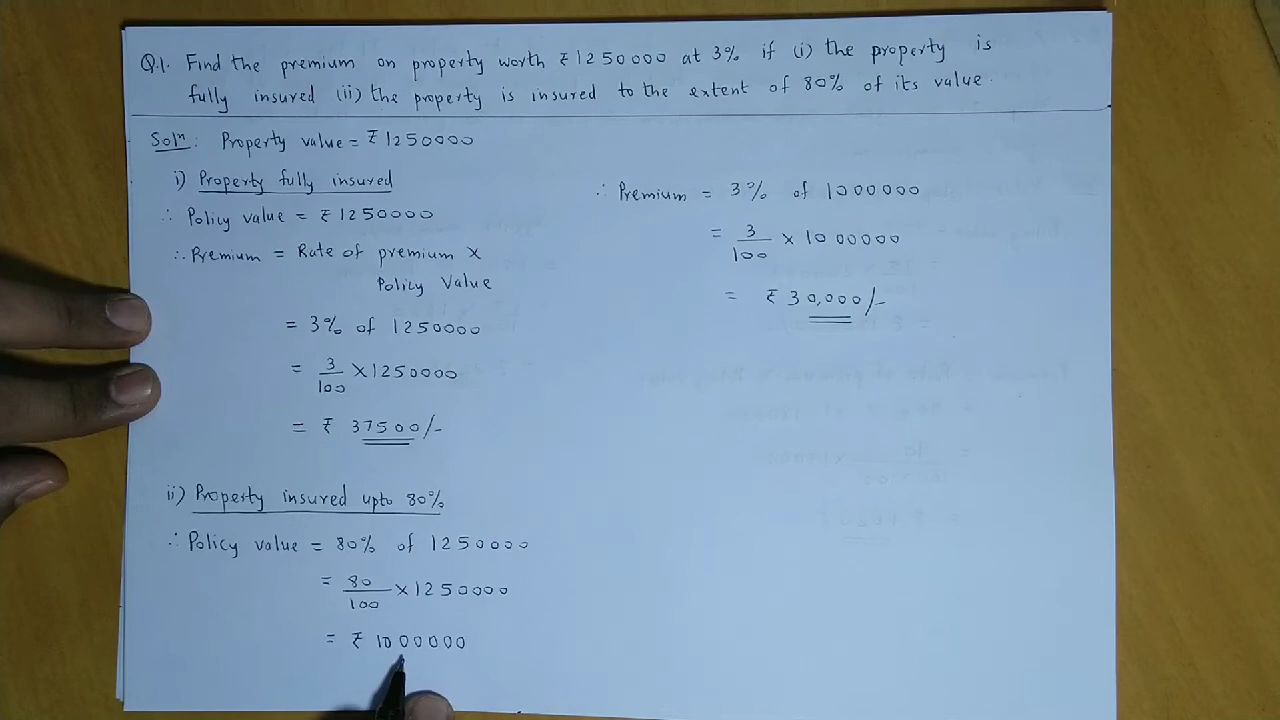 Q.1. Find the premium on property worth ₹1250000 at 3% if (i) the property is
fully insured (ii) the property is insured to the extent of 80% of its value.
Solⁿ: Property value = ₹1250000
i) Property fully insured
∴ Policy value = ₹1250000
∴ Premium = Rate of premium ×
Policy Value
= 3% of 1250000
= 3/100 × 1250000
= ₹ 37500/-
ii) Property insured upto 80%
∴ Policy value = 80% of 1250000
= 80/100 × 1250000
= ₹ 1000000
∴ Premium = 3% of 1000000
= 3/100 × 1000000
= ₹ 30,000/-